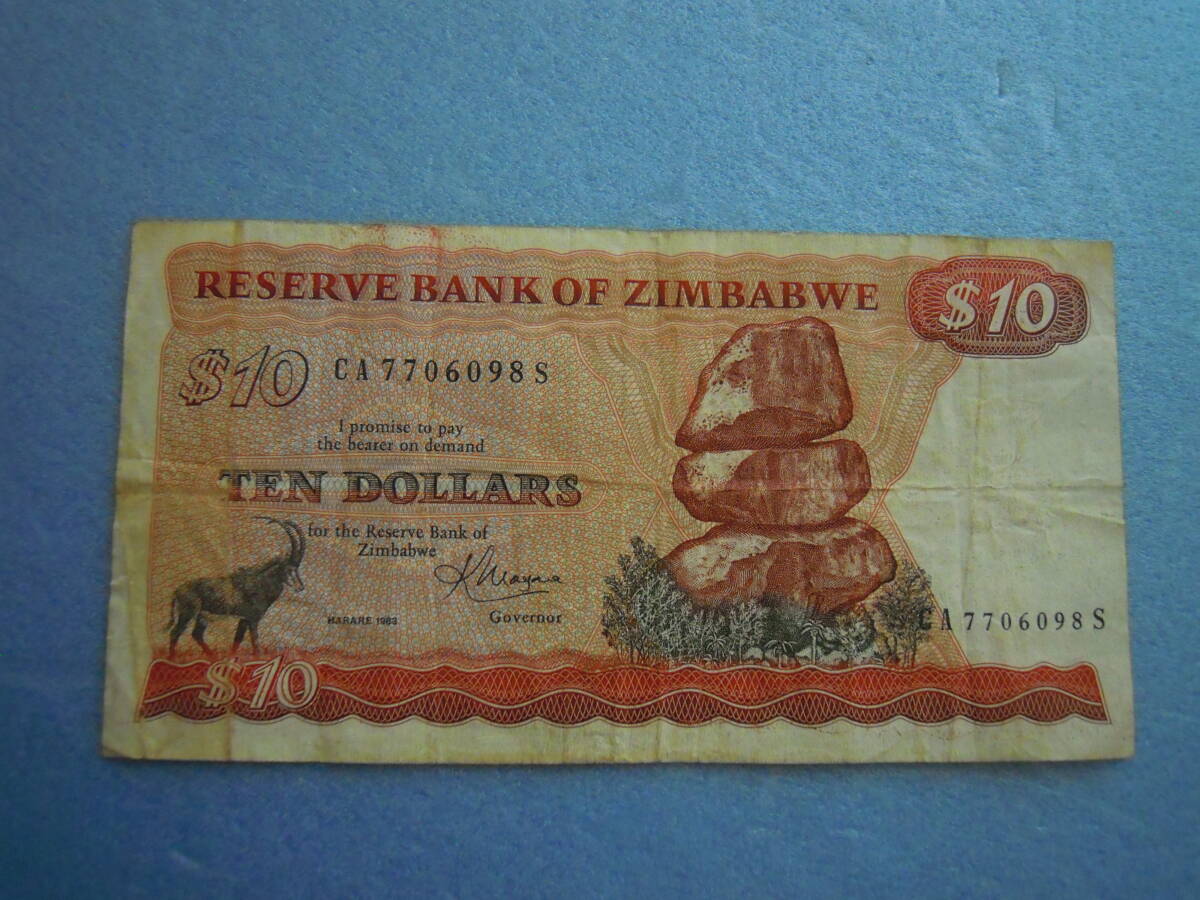 RESERVE BANK OF ZIMBABWE
$10
$10 CA7706098S
I promise to pay
the bearer on demand
TEN DOLLARS
for the Reserve Bank of
Zimbabwe
HARARE 1983
Governor
CA7706098S
$10